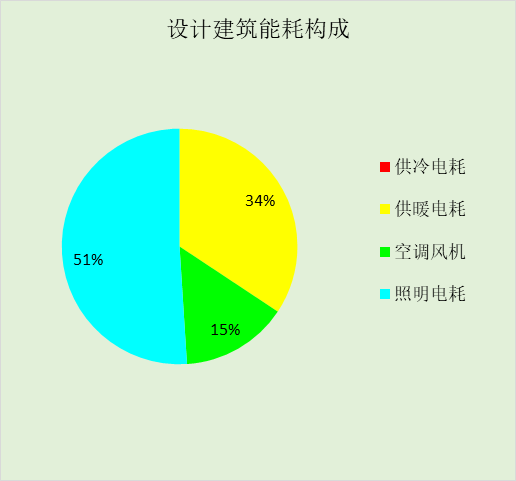 设计建筑能耗构成
34%
51%
15%
供冷电耗
供暖电耗
空调风机
照明电耗